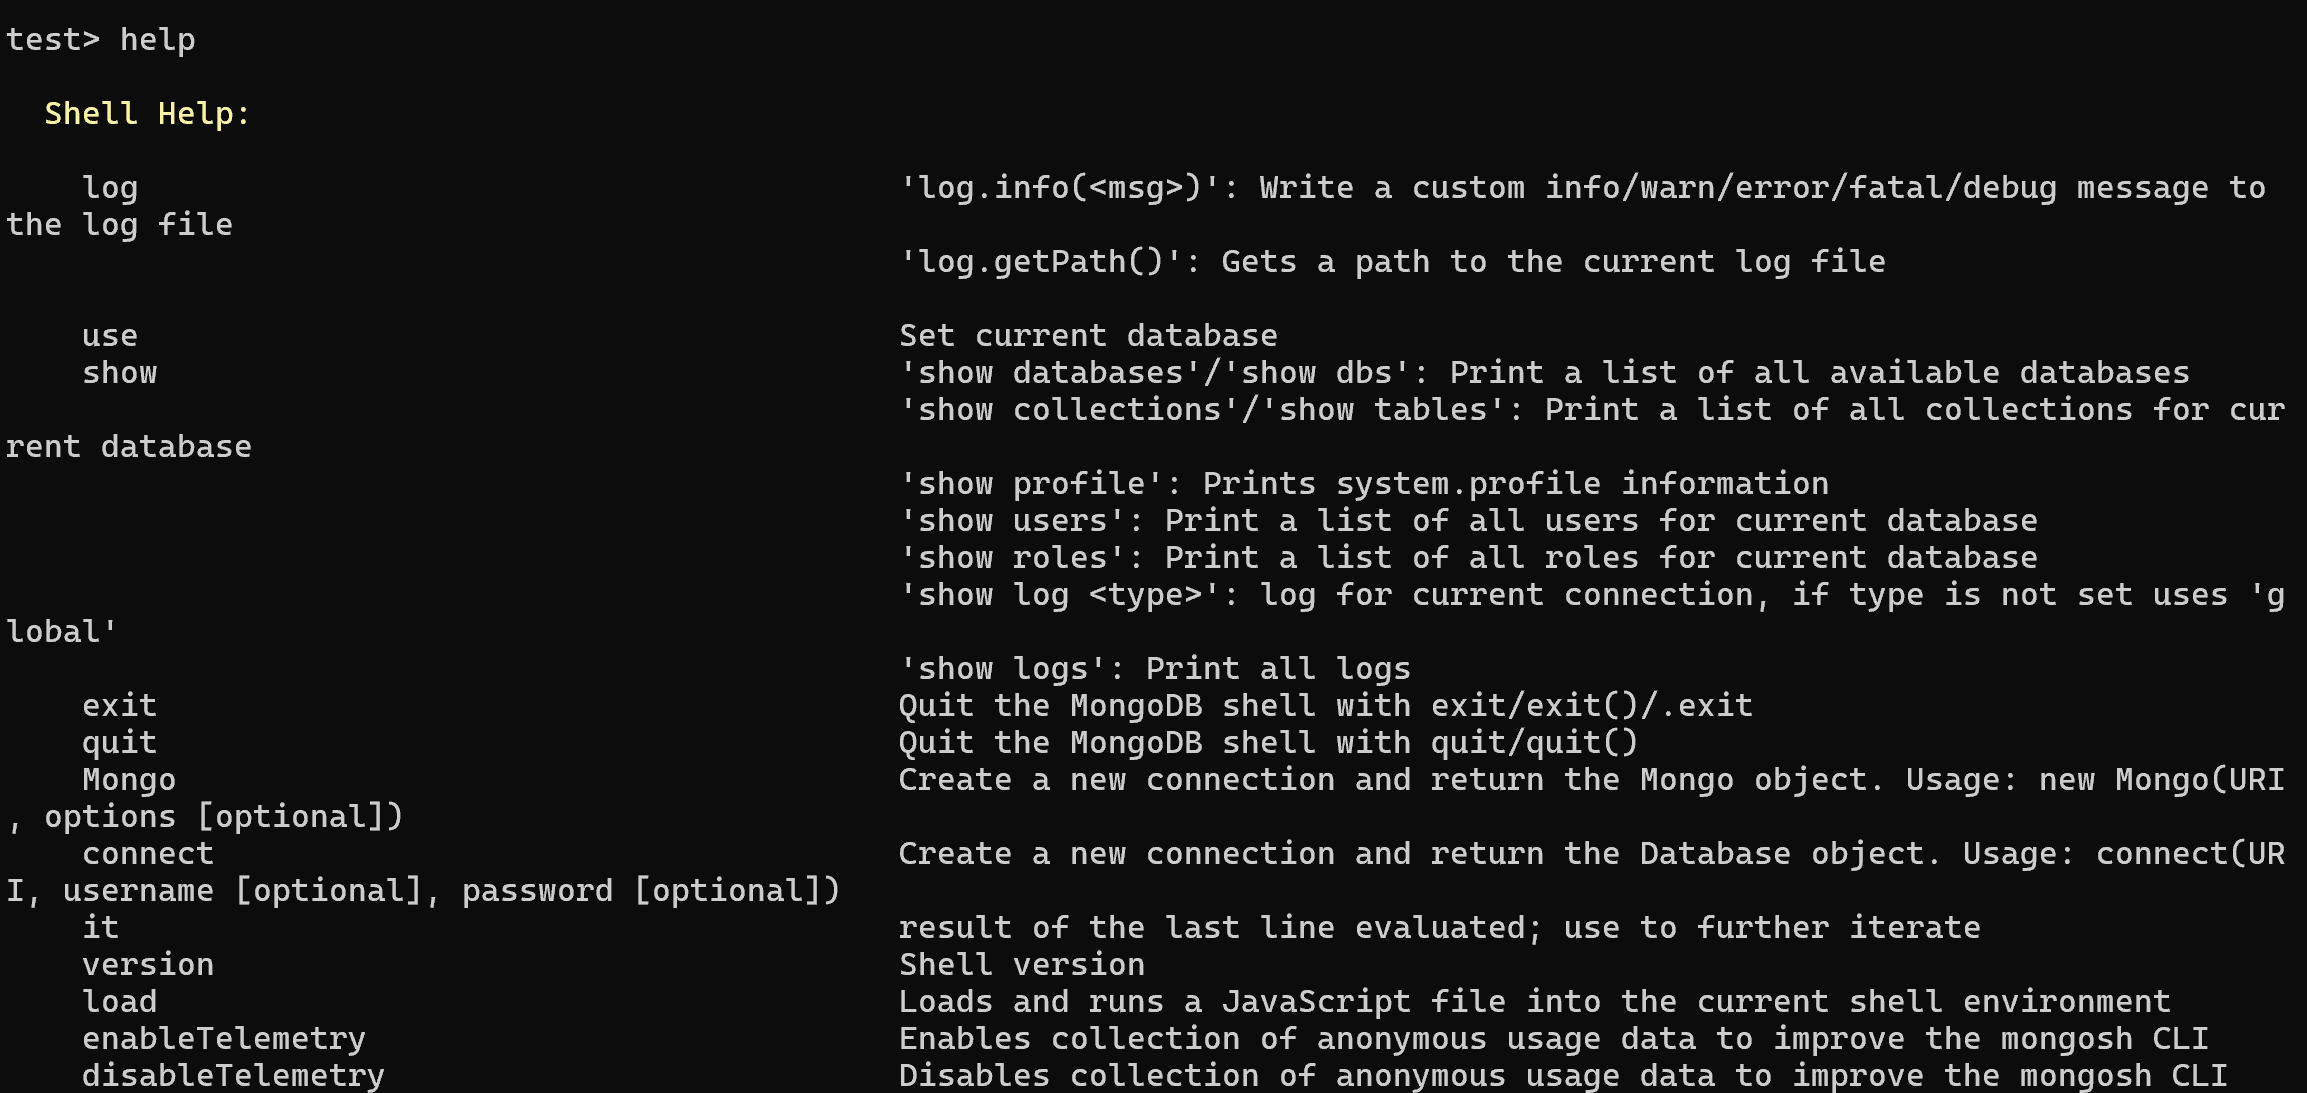 test> help
Shell Help:
log 'log.info(<msg>)': Write a custom info/warn/error/fatal/debug message to
the log file
'log.getPath()': Gets a path to the current log file
use Set current database
show 'show databases'/'show dbs': Print a list of all available databases
'show collections'/'show tables': Print a list of all collections for cur
rent database
'show profile': Prints system.profile information
'show users': Print a list of all users for current database
'show roles': Print a list of all roles for current database
'show log <type>': log for current connection, if type is not set uses 'g
lobal'
'show logs': Print all logs
exit Quit the MongoDB shell with exit/exit()/.exit
quit Quit the MongoDB shell with quit/quit()
Mongo Create a new connection and return the Mongo object. Usage: new Mongo(URI
, options [optional])
connect Create a new connection and return the Database object. Usage: connect(UR
I, username [optional], password [optional])
it result of the last line evaluated; use to further iterate
version Shell version
load Loads and runs a JavaScript file into the current shell environment
enableTelemetry Enables collection of anonymous usage data to improve the mongosh CLI
disableTelemetry Disables collection of anonymous usage data to improve the mongosh CLI